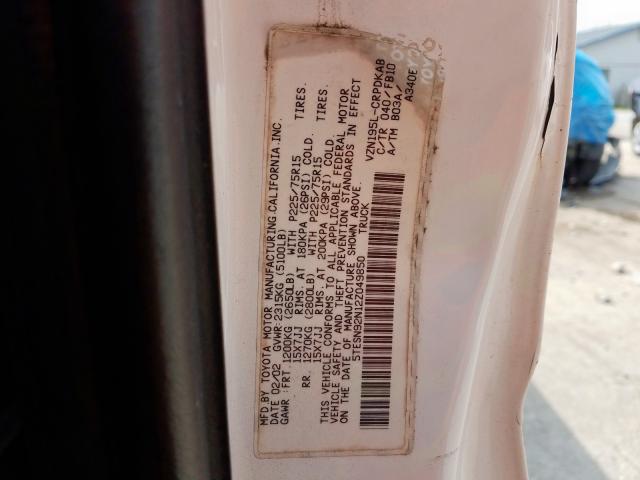 MFD.BY TOYOTA MOTOR MANUFACTURING,CALIFORNIA.INC.
DATE 02/02 GVWR:2315KG (5100LB)
GAWR :FRT.1200KG (2650LB) WITH P225/75R15 TIRES.
15X7JJ RIMS. AT 180KPA (26PSI) COLD.
RR. 1270KG (2800LB) WITH P225/75R15 TIRES.
15X7JJ RIMS. AT 200KPA (29PSI) COLD.
THIS VEHICLE CONFORMS TO ALL APPLICABLE FEDERAL MOTOR
VEHICLE SAFETY AND THEFT PREVENTION STANDARDS IN EFFECT
ON THE DATE OF MANUFACTURE SHOWN ABOVE.
5TESN92N12Z049850 TRUCK
VZN195L-CRPDKAB
C/TR 040/FB10
A/TM B03A/
A340E